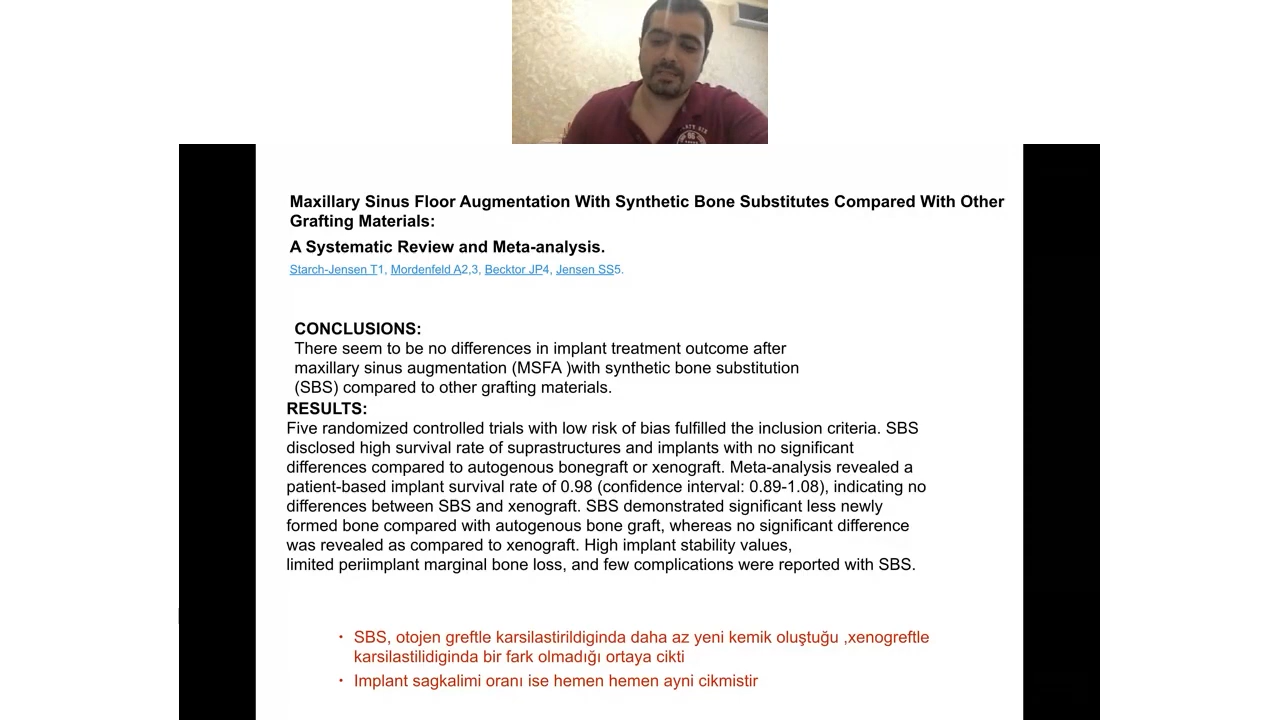 Maxillary Sinus Floor Augmentation With Synthetic Bone Substitutes Compared With Other
Grafting Materials:
A Systematic Review and Meta-analysis.
Starch-Jensen T1, Mordenfeld A2,3, Becktor JP4, Jensen SS5.
CONCLUSIONS:
There seem to be no differences in implant treatment outcome after
maxillary sinus augmentation (MSFA )with synthetic bone substitution
(SBS) compared to other grafting materials.
RESULTS:
Five randomized controlled trials with low risk of bias fulfilled the inclusion criteria. SBS
disclosed high survival rate of suprastructures and implants with no significant
differences compared to autogenous bonegraft or xenograft. Meta-analysis revealed a
patient-based implant survival rate of 0.98 (confidence interval: 0.89-1.08), indicating no
differences between SBS and xenograft. SBS demonstrated significant less newly
formed bone compared with autogenous bone graft, whereas no significant difference
was revealed as compared to xenograft. High implant stability values,
limited periimplant marginal bone loss, and few complications were reported with SBS.
· SBS, otojen greftle karsilastirildiginda daha az yeni kemik oluştuğu ,xenogreftle
karsilastilidiginda bir fark olmadığı ortaya cikti
· Implant sagkalimi oranı ise hemen hemen ayni cikmistir